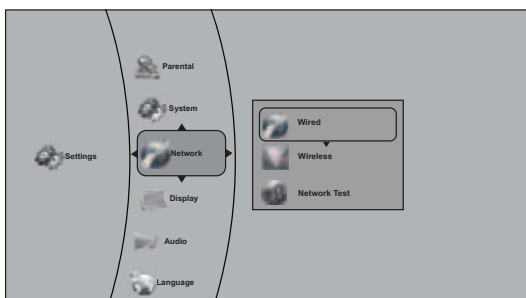 Settings
Parental
System
Network
Display
Audio
Language
Wired
Wireless
Network Test